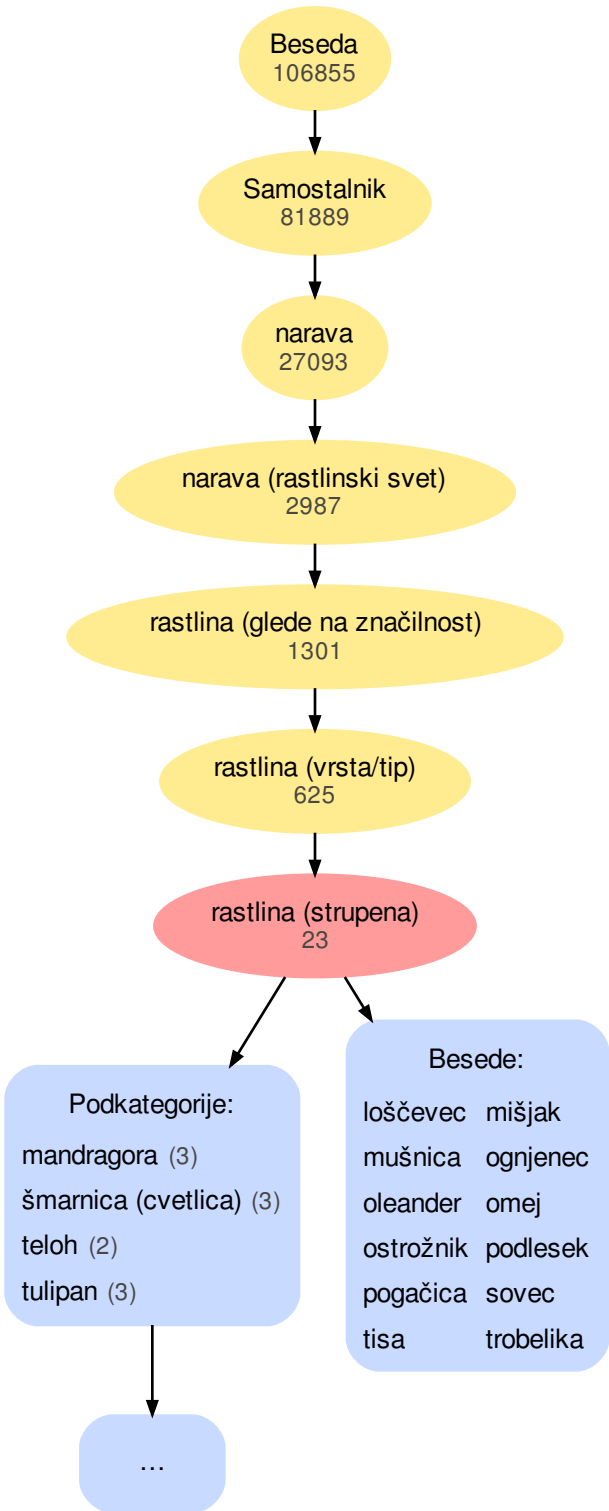 Beseda
106855
Samostalnik
81889
narava
27093
narava (rastlinski svet)
2987
rastlina (glede na značilnost)
1301
rastlina (vrsta/tip)
625
rastlina (strupena)
23
Podkategorije:
mandragora (3)
šmarnica (cvetlica) (3)
teloh (2)
tulipan (3)
...
Besede:
loščevec mišjak
mušnica ognjenec
oleander omej
ostrožnik podlesek
pogačica sovec
tisa trobelika